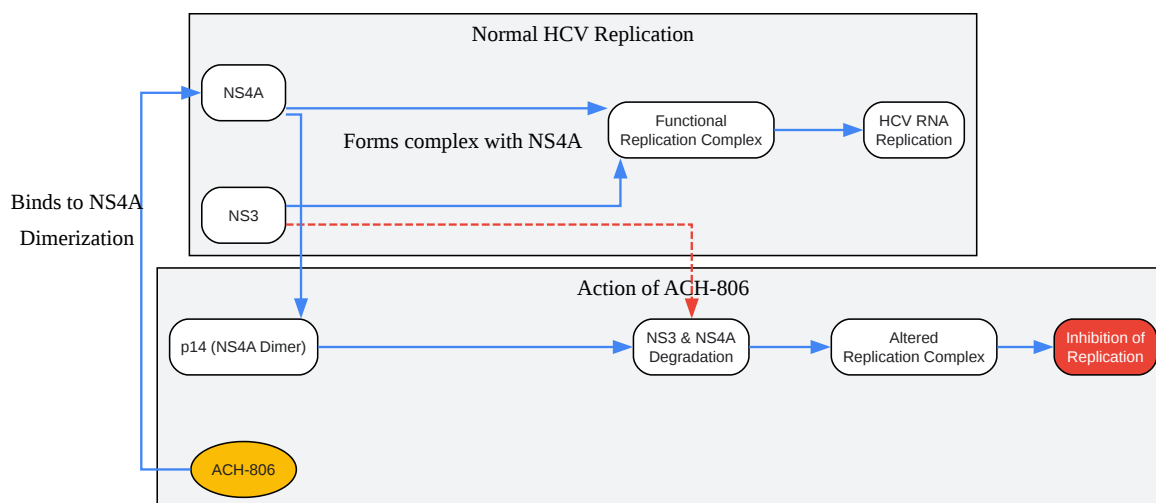 Normal HCV Replication
NS4A
Functional
Replication Complex
HCV RNA
Replication
Forms complex with NS4A
NS3
Binds to NS4A
Dimerization
Action of ACH-806
p14 (NS4A Dimer)
NS3 & NS4A
Degradation
Altered
Replication Complex
Inhibition of
Replication
ACH-806